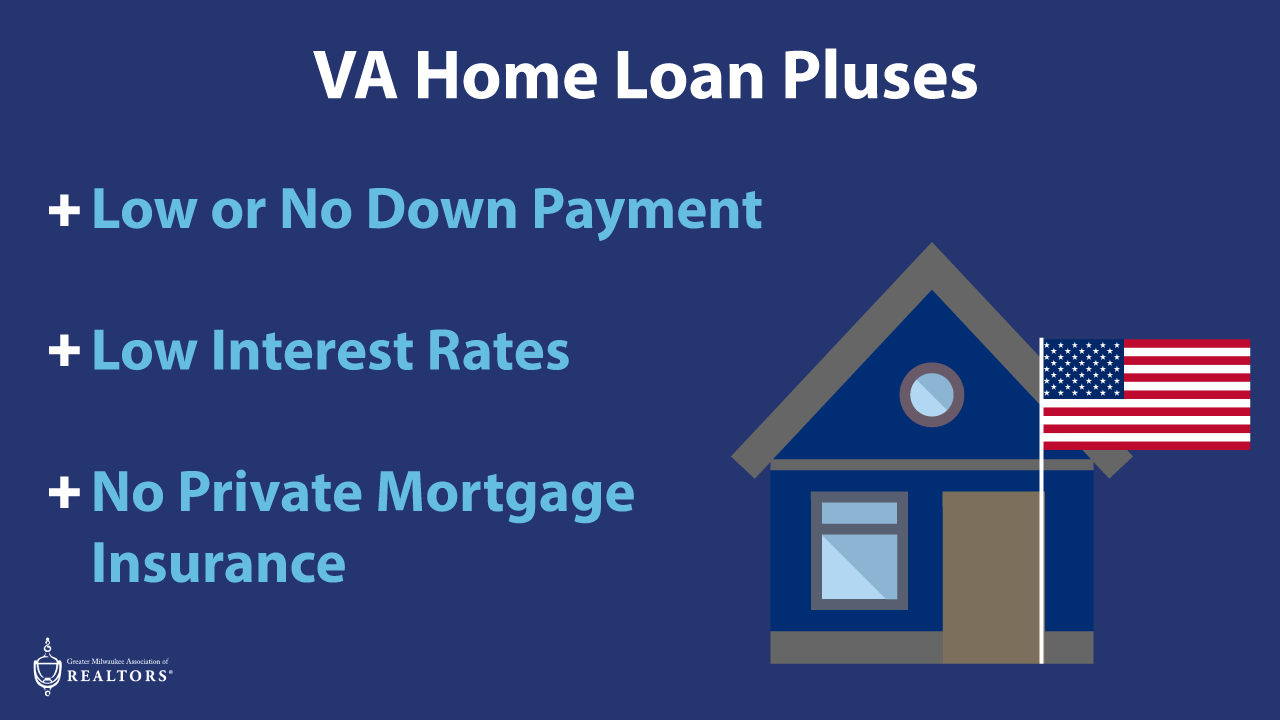 VA Home Loan Pluses
+ Low or No Down Payment
+ Low Interest Rates
+ No Private Mortgage
Insurance
Greater Milwaukee Association of
REALTORS®